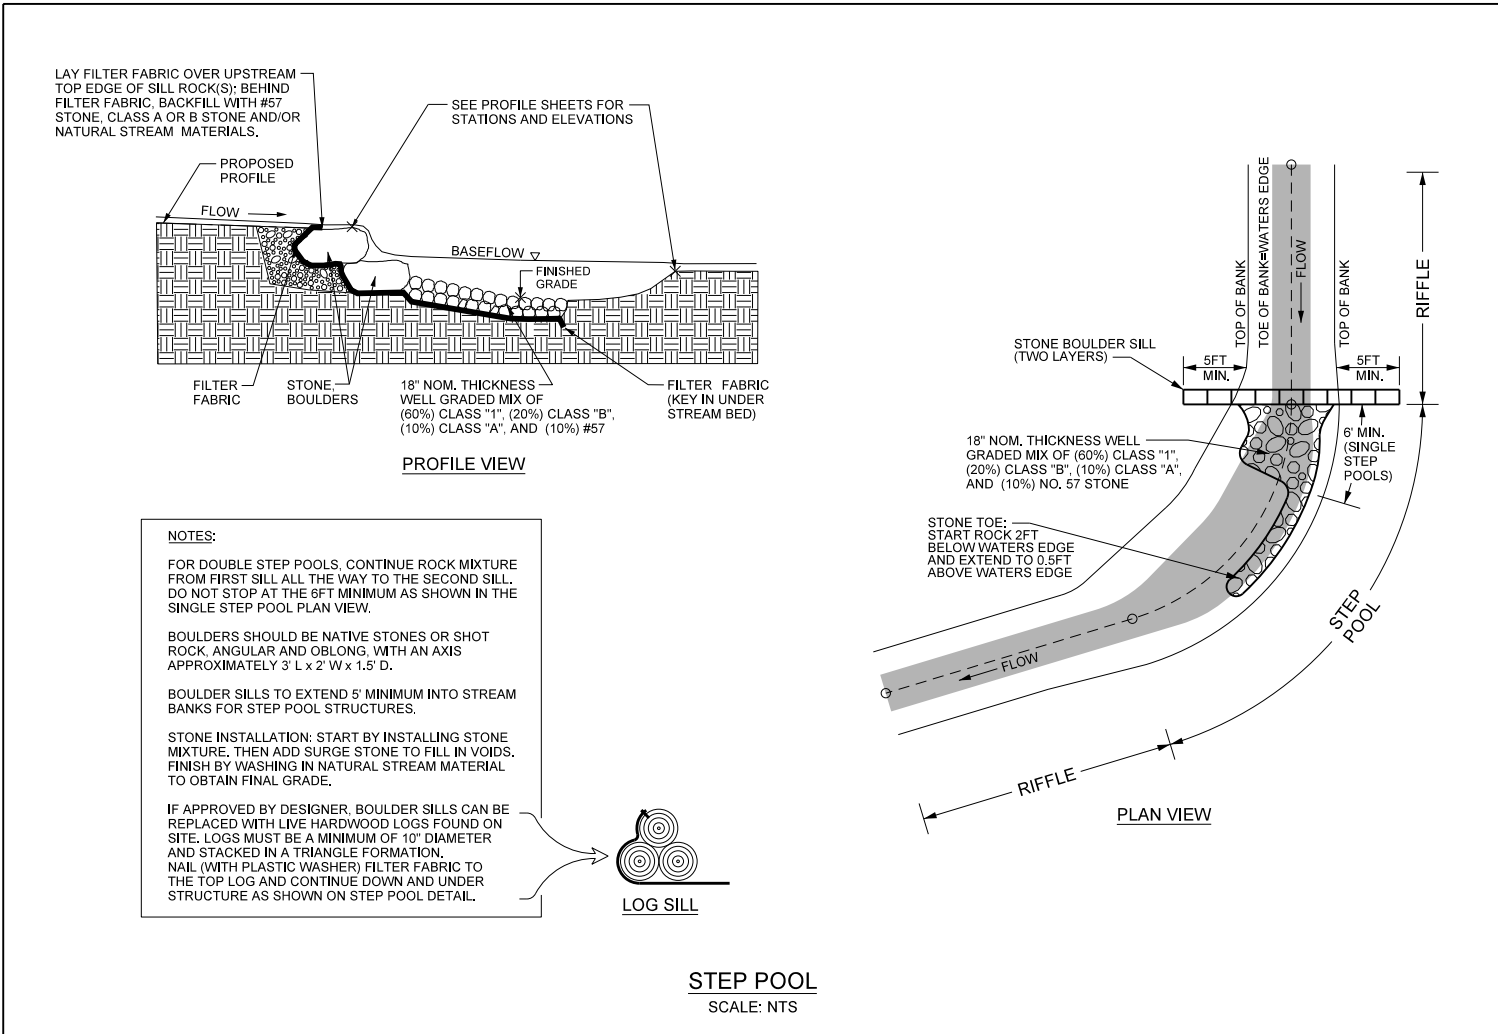 LAY FILTER FABRIC OVER UPSTREAM
TOP EDGE OF SILL ROCK(S); BEHIND
FILTER FABRIC, BACKFILL WITH #57
STONE, CLASS A OR B STONE AND/OR
NATURAL STREAM MATERIALS.
SEE PROFILE SHEETS FOR
STATIONS AND ELEVATIONS
PROPOSED
PROFILE
FLOW
BASEFLOW
FINISHED
GRADE
FILTER
FABRIC
STONE,
BOULDERS
18" NOM. THICKNESS
WELL GRADED MIX OF
(60%) CLASS "1", (20%) CLASS "B",
(10%) CLASS "A", AND (10%) #57
FILTER FABRIC
(KEY IN UNDER
STREAM BED)
PROFILE VIEW
NOTES:
FOR DOUBLE STEP POOLS, CONTINUE ROCK MIXTURE
FROM FIRST SILL ALL THE WAY TO THE SECOND SILL.
DO NOT STOP AT THE 6FT MINIMUM AS SHOWN IN THE
SINGLE STEP POOL PLAN VIEW.
BOULDERS SHOULD BE NATIVE STONES OR SHOT
ROCK, ANGULAR AND OBLONG, WITH AN AXIS
APPROXIMATELY 3' L x 2' W x 1.5' D.
BOULDER SILLS TO EXTEND 5' MINIMUM INTO STREAM
BANKS FOR STEP POOL STRUCTURES.
STONE INSTALLATION: START BY INSTALLING STONE
MIXTURE. THEN ADD SURGE STONE TO FILL IN VOIDS.
FINISH BY WASHING IN NATURAL STREAM MATERIAL
TO OBTAIN FINAL GRADE.
IF APPROVED BY DESIGNER, BOULDER SILLS CAN BE
REPLACED WITH LIVE HARDWOOD LOGS FOUND ON
SITE. LOGS MUST BE A MINIMUM OF 10" DIAMETER
AND STACKED IN A TRIANGLE FORMATION.
NAIL (WITH PLASTIC WASHER) FILTER FABRIC TO
THE TOP LOG AND CONTINUE DOWN AND UNDER
STRUCTURE AS SHOWN ON STEP POOL DETAIL.
LOG SILL
TOP OF BANK
TOE OF BANK=WATERS EDGE
FLOW
TOP OF BANK
RIFFLE
STONE BOULDER SILL
(TWO LAYERS)
5FT
MIN.
5FT
MIN.
6' MIN.
(SINGLE
STEP
POOLS)
18" NOM. THICKNESS WELL
GRADED MIX OF (60%) CLASS "1",
(20%) CLASS "B", (10%) CLASS "A",
AND (10%) NO. 57 STONE
STONE TOE:
START ROCK 2FT
BELOW WATERS EDGE
AND EXTEND TO 0.5FT
ABOVE WATERS EDGE
STEP
POOL
FLOW
RIFFLE
PLAN VIEW
STEP POOL
SCALE: NTS